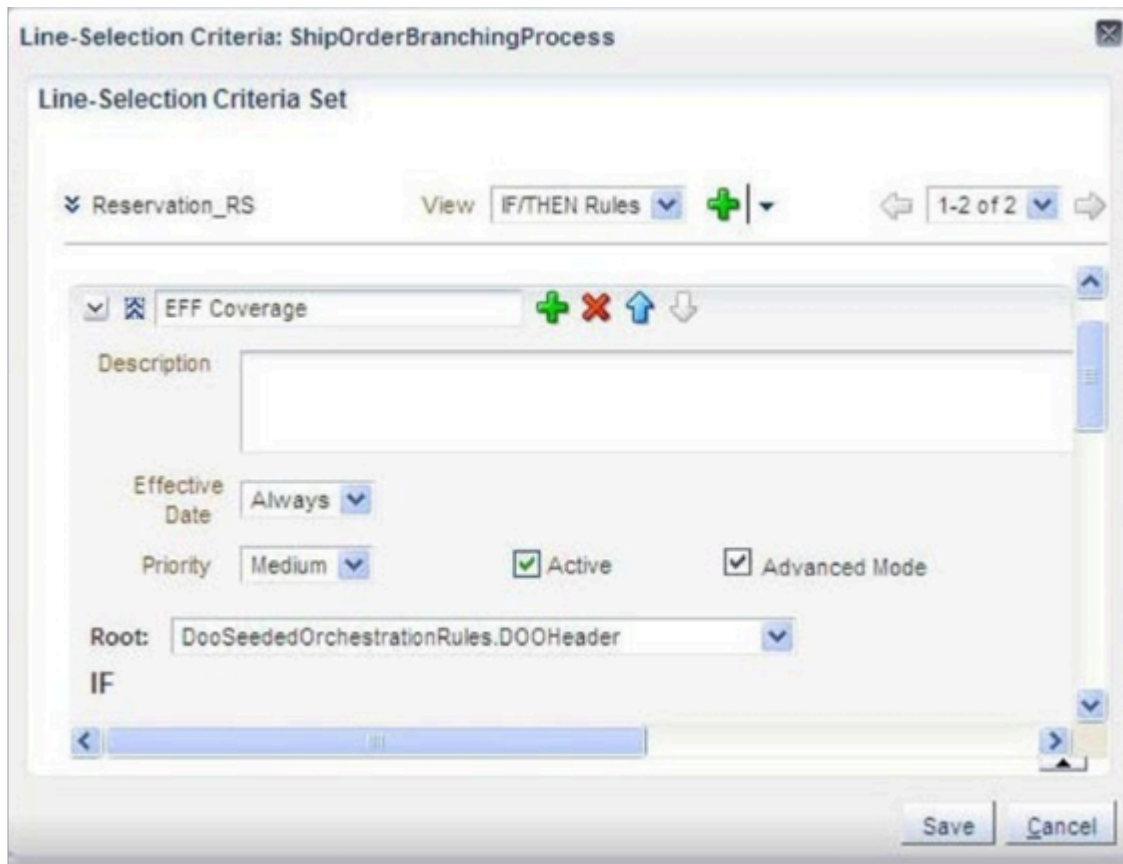 Line-Selection Criteria: ShipOrderBranchingProcess
Line-Selection Criteria Set
Reservation_RS View IF/THEN Rules 1-2 of 2
EFF Coverage
Description
Effective Date Always
Priority Medium Active Advanced Mode
Root: DooSeededOrchestrationRules.DOOHeader
IF
Save Cancel